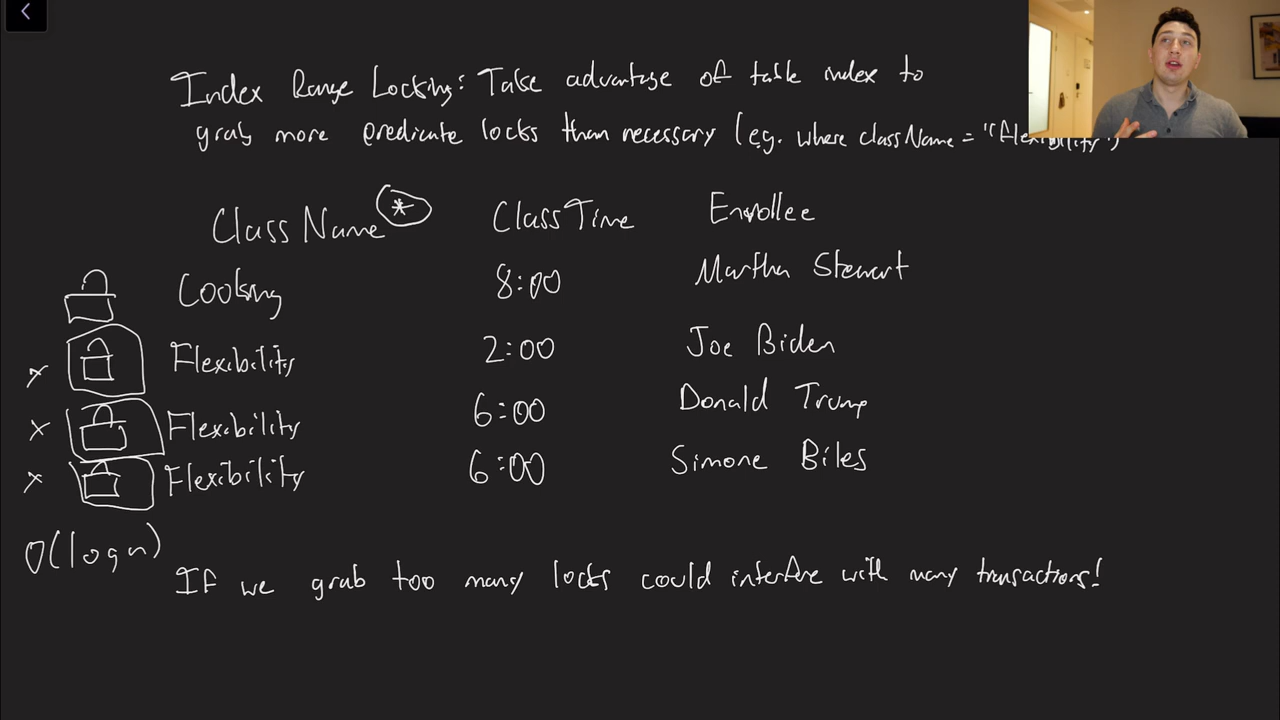 Index Range Locking: Take advantage of table index to
grab more predicate locks than necessary (e.g. where className = "flexibility")
Class Name * Class Time Enrollee
Cooking 8:00 Martha Stewart
x Flexibility 2:00 Joe Biden
x Flexibility 6:00 Donald Trump
x Flexibility 6:00 Simone Biles
O(logn)
If we grab too many locks could interfere with many transactions!